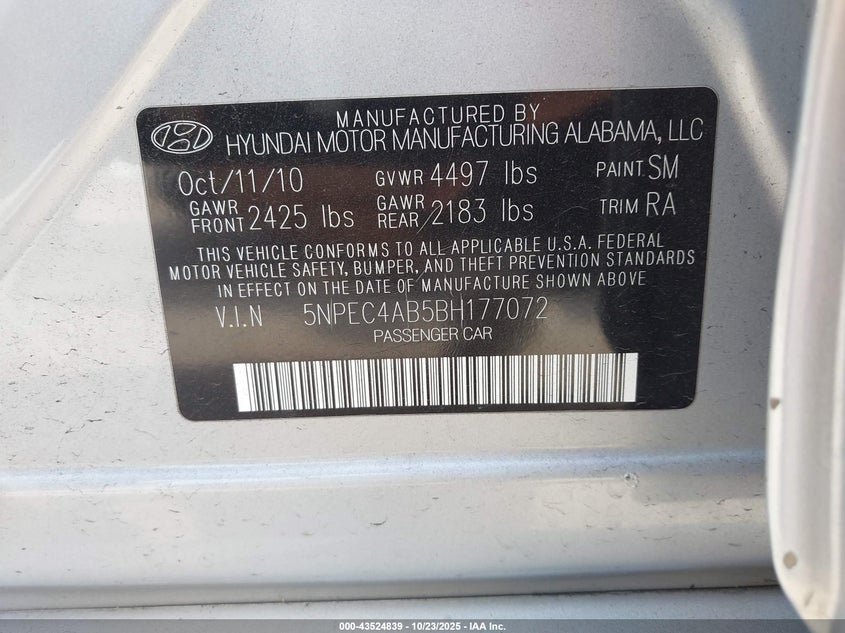 MANUFACTURED BY
HYUNDAI MOTOR MANUFACTURING ALABAMA, LLC
Oct/11/10 GVWR 4497 lbs PAINT SM
GAWR FRONT 2425 lbs GAWR REAR 2183 lbs TRIM RA
THIS VEHICLE CONFORMS TO ALL APPLICABLE U.S.A. FEDERAL
MOTOR VEHICLE SAFETY, BUMPER, AND THEFT PREVENTION STANDARDS
IN EFFECT ON THE DATE OF MANUFACTURE SHOWN ABOVE
V.I.N 5NPEC4AB5BH177072
PASSENGER CAR
000-43524839 - 10/23/2025 - IAA Inc.